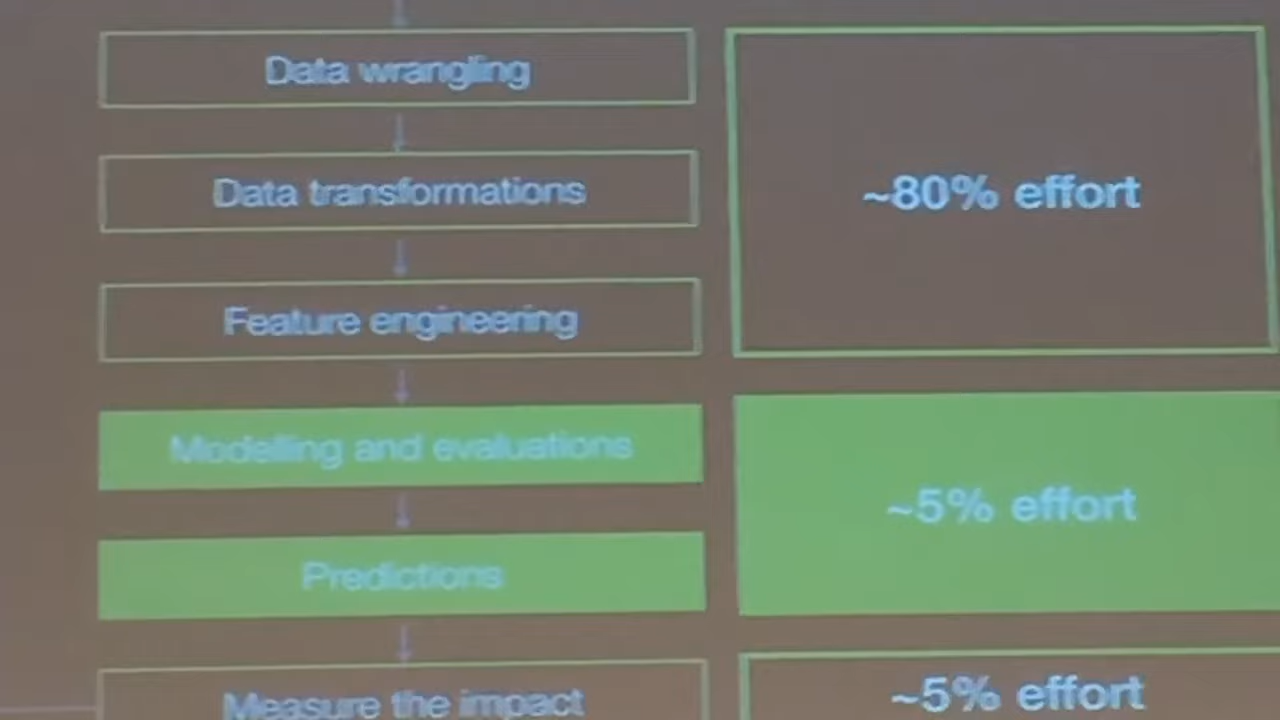 Data wrangling
Data transformations
Feature engineering
~80% effort
Modelling and evaluations
Predictions
~5% effort
Measure the impact
~5% effort